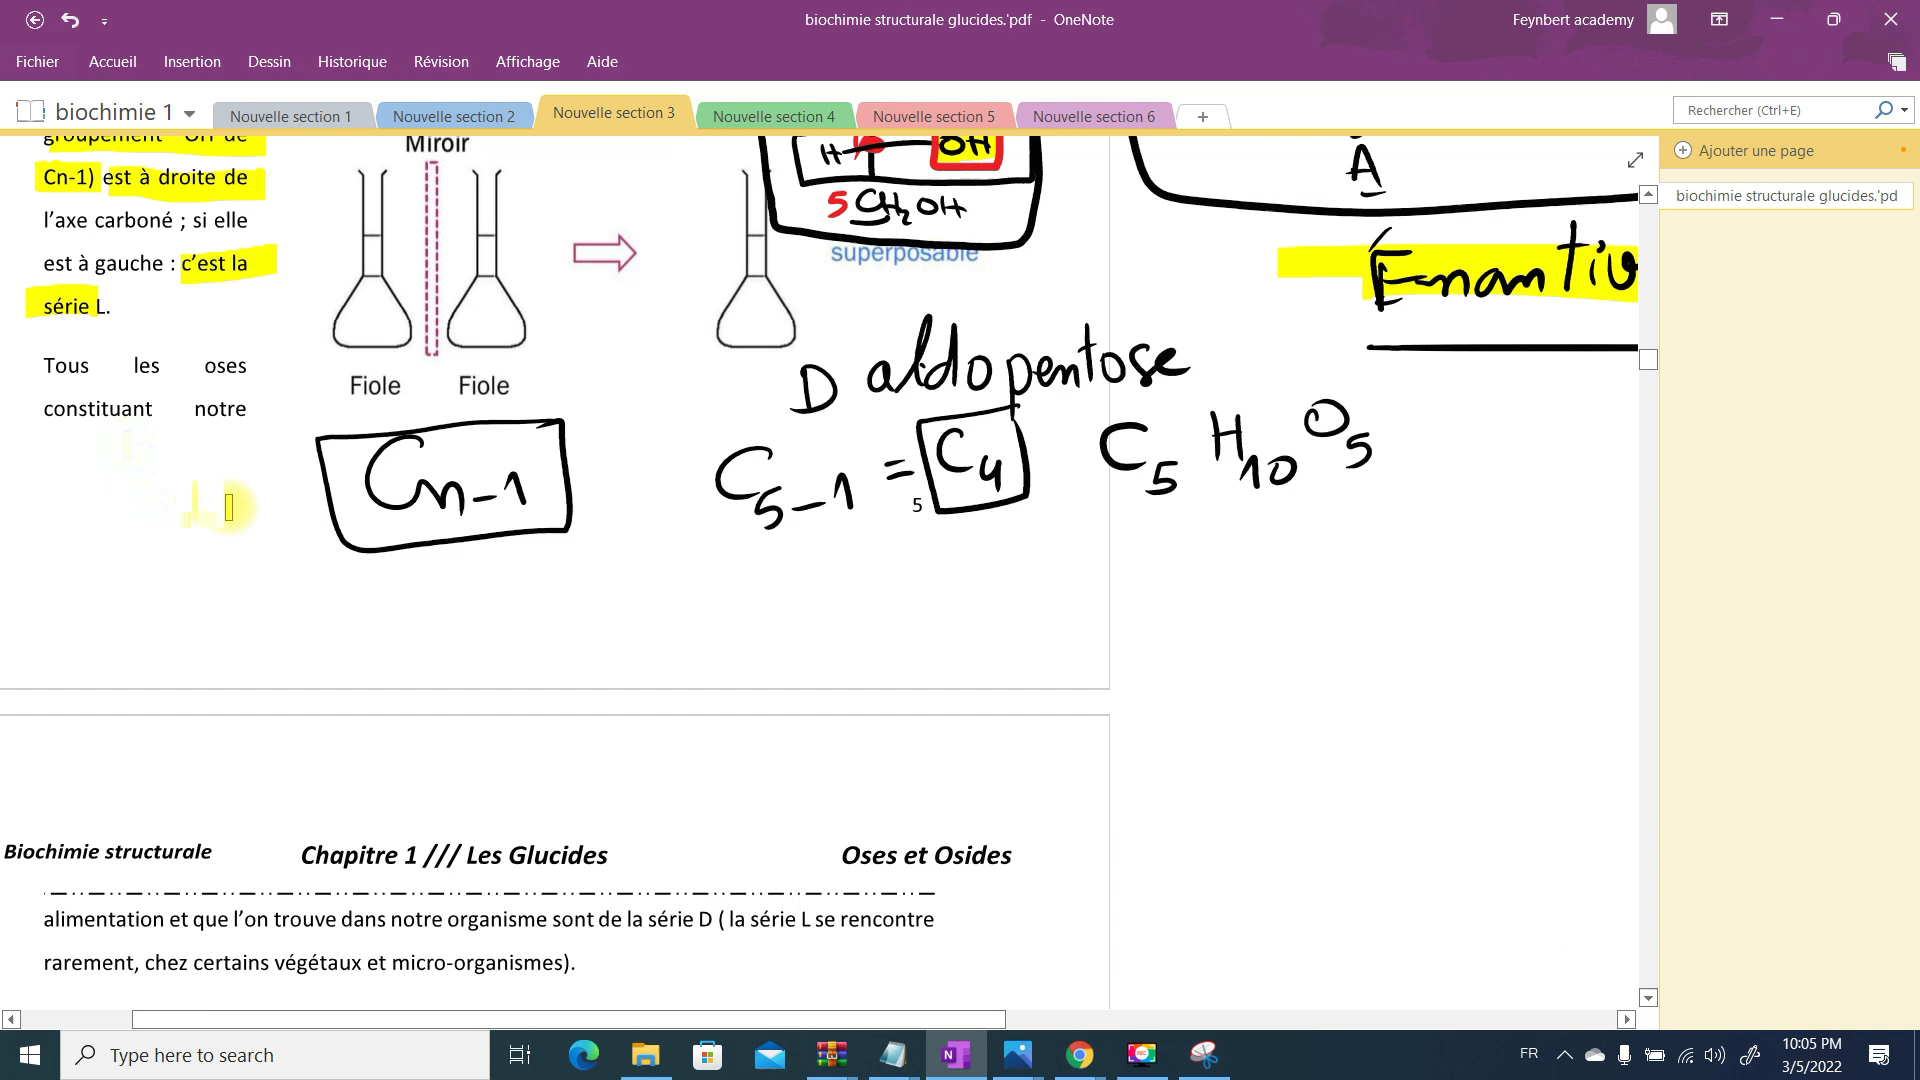 biochimie structurale glucides.'pdf - OneNote
Feynbert academy
Fichier Accueil Insertion Dessin Historique Révision Affichage Aide
biochimie 1
Nouvelle section 1 Nouvelle section 2 Nouvelle section 3 Nouvelle section 4 Nouvelle section 5 Nouvelle section 6 +
Rechercher (Ctrl+E)
Ajouter une page
biochimie structurale glucides.'pd
groupement OH de
Cn-1) est à droite de
l'axe carboné ; si elle
est à gauche : c'est la
série L.
Tous les oses
constituant notre
Miroir
Fiole Fiole
H OH
5 CH2OH
superposable
A
(Enantio
D aldopentose
Cn-1
C5-1 = C4
C5 H10 O5
5
Biochimie structurale Chapitre 1 /// Les Glucides Oses et Osides
alimentation et que l'on trouve dans notre organisme sont de la série D ( la série L se rencontre
rarement, chez certains végétaux et micro-organismes).
Type here to search
FR
10:05 PM
3/5/2022